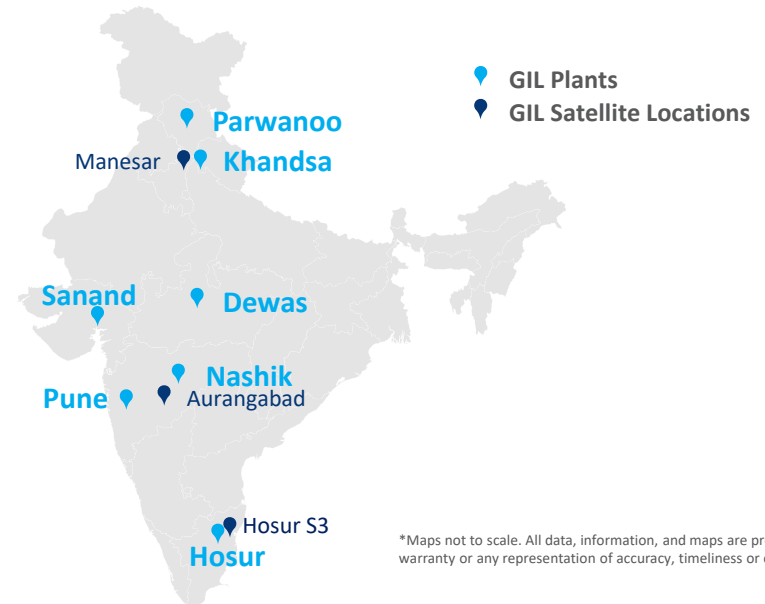 GIL Plants
GIL Satellite Locations
Parwanoo
Manesar
Khandsa
Sanand
Dewas
Nashik
Pune
Aurangabad
Hosur S3
Hosur
*Maps not to scale. All data, information, and maps are
warranty or any representation of accuracy, timeliness or